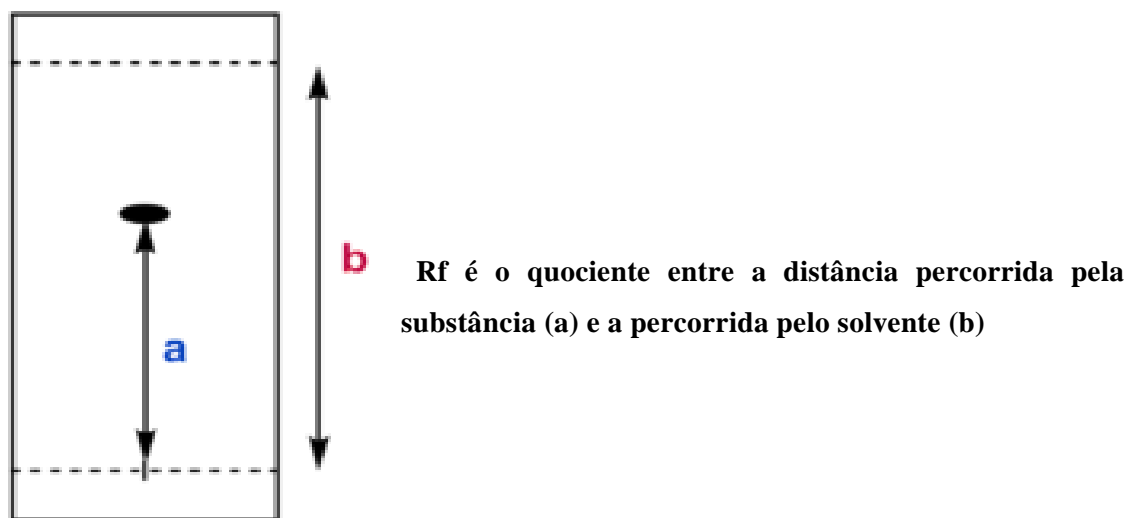 b
Rf é o quociente entre a distância percorrida pela
substância (a) e a percorrida pelo solvente (b)
a